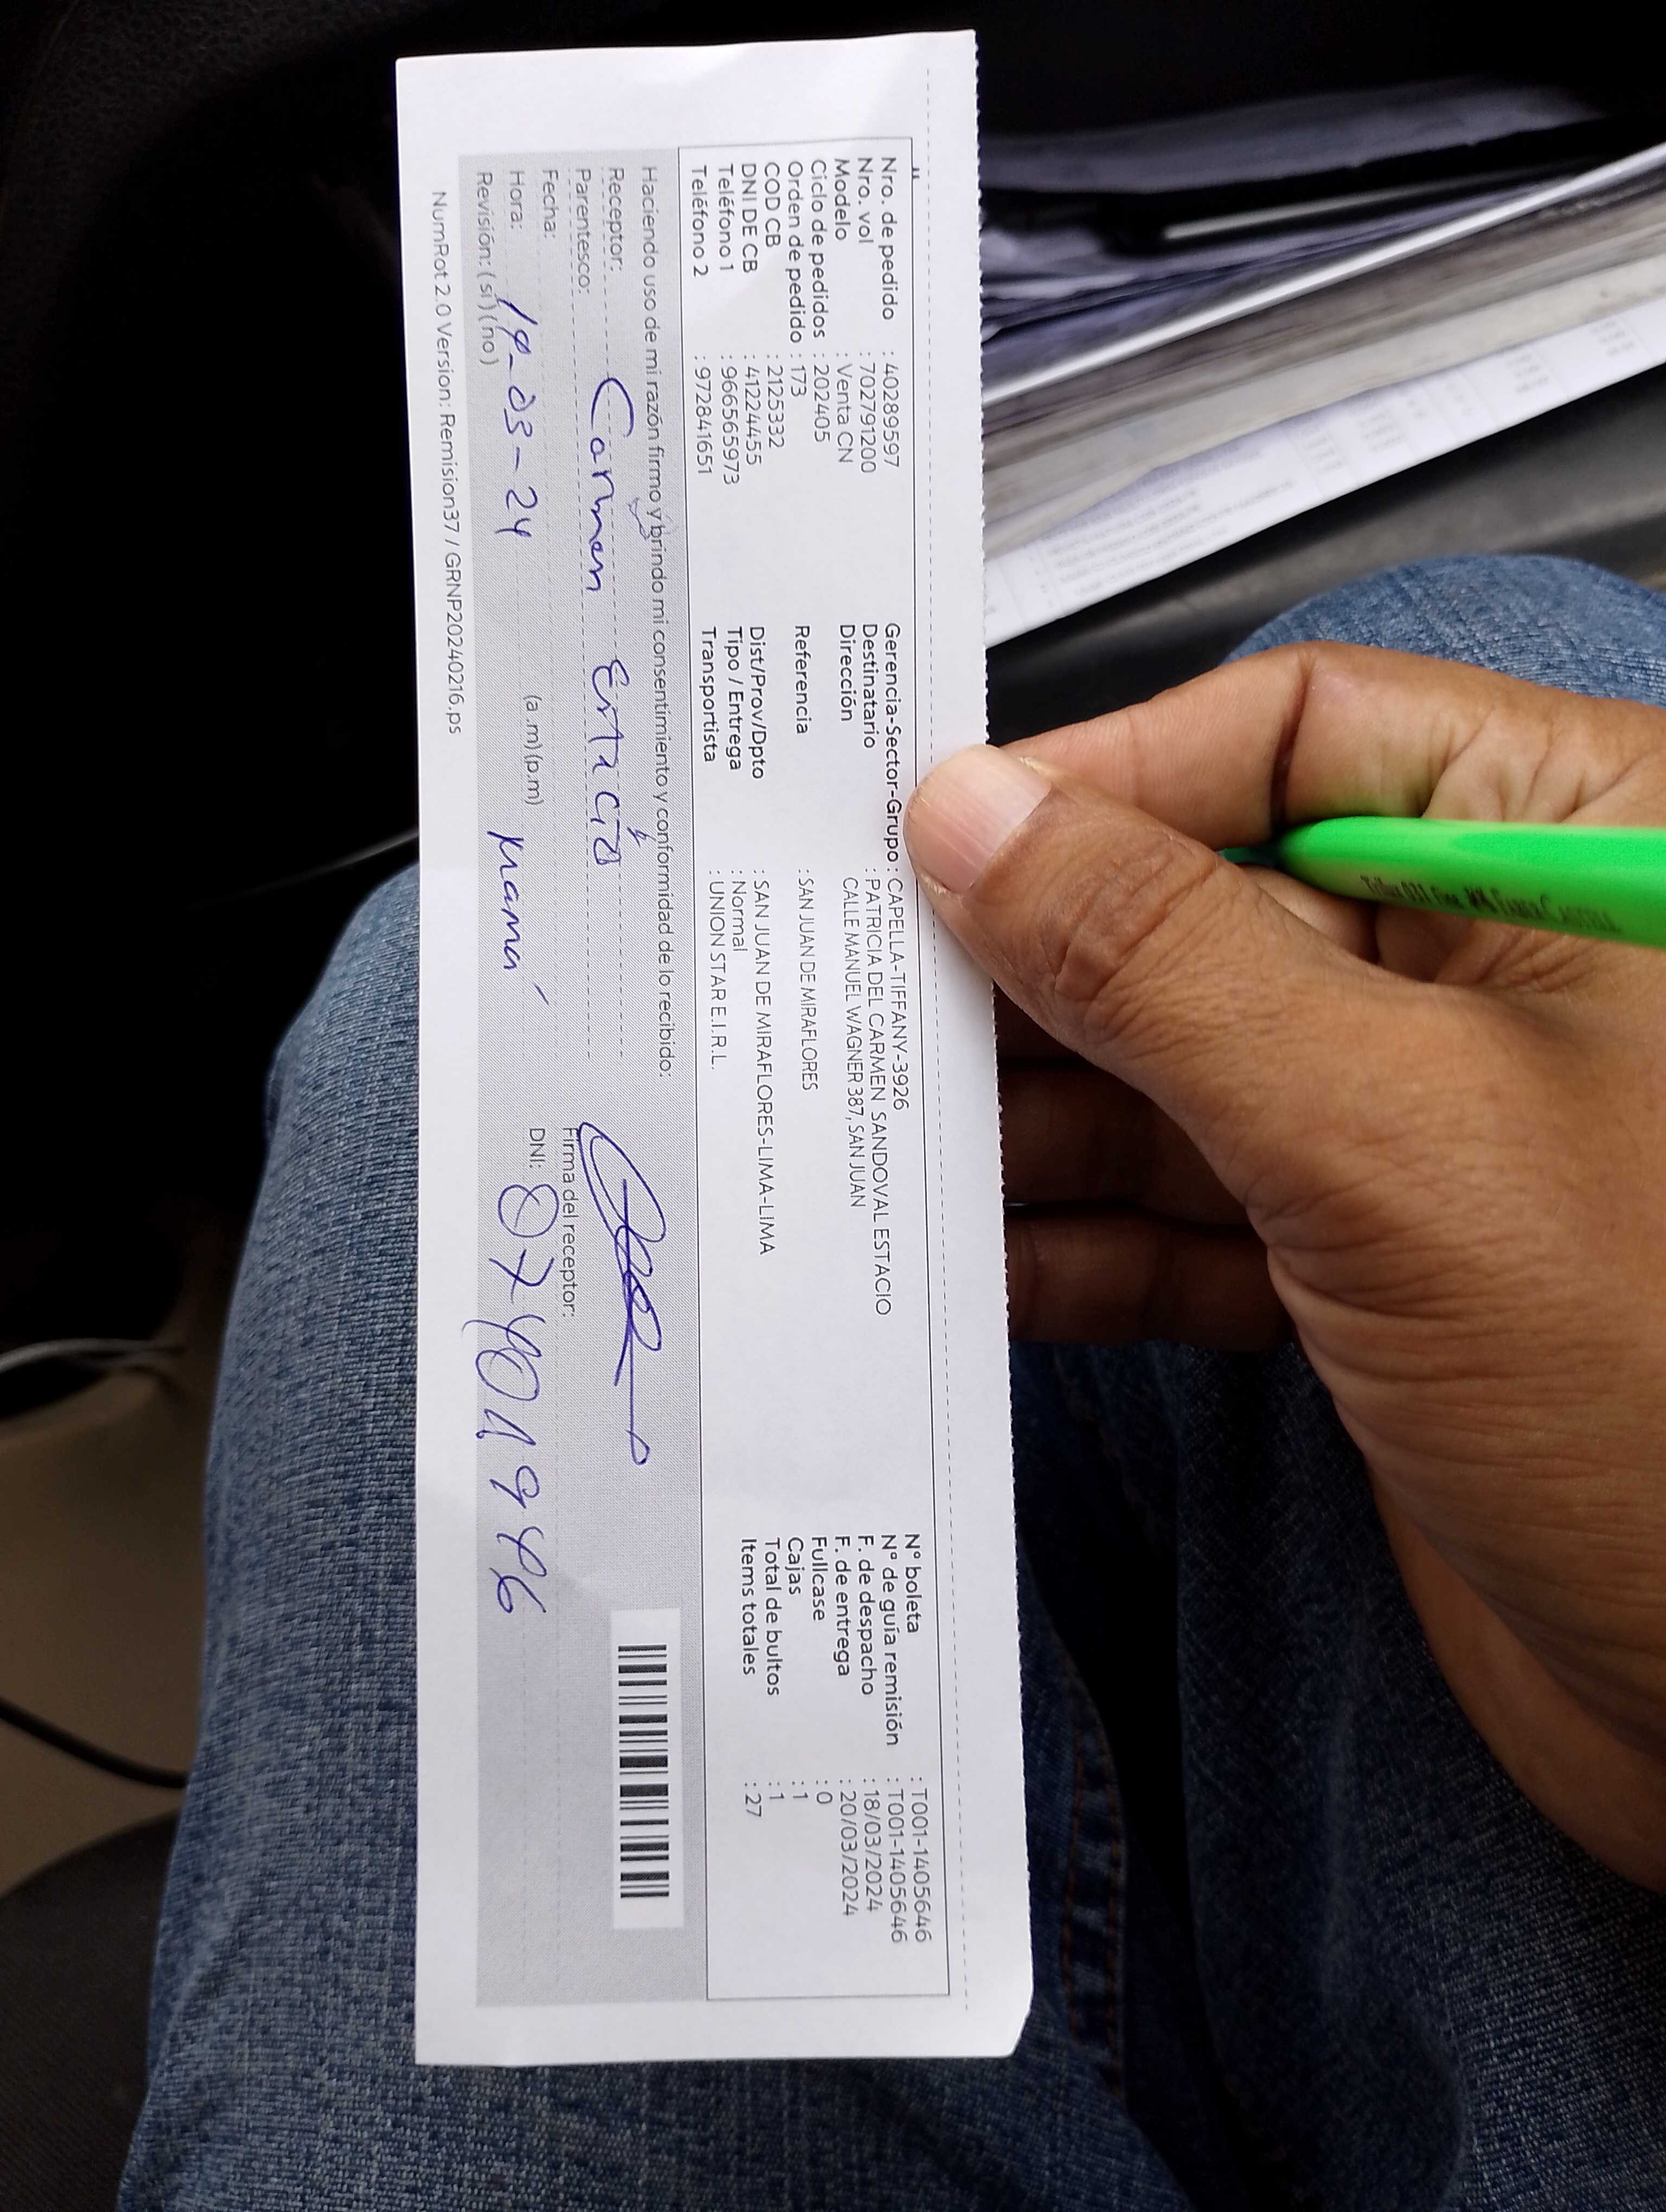 Nro. de pedido : 40289597
Nro. vol : 702791200
Modelo : Venta CN
Ciclo de pedidos : 202405
Orden de pedido : 173
COD CB : 2125332
DNI DE CB : 41224455
Teléfono 1 : 966565973
Teléfono 2 : 972841651
Gerencia-Sector-Grupo : CAPELLA-TIFFANY-3926
Destinatario : PATRICIA DEL CARMEN SANDOVAL ESTACIO
Dirección CALLE MANUEL WAGNER 387, SAN JUAN
Referencia : SAN JUAN DE MIRAFLORES
Dist/Prov/Dpto : SAN JUAN DE MIRAFLORES-LIMA-LIMA
Tipo / Entrega : Normal
Transportista : UNION STAR E.I.R.L.
N° boleta : T001-1405646
N° de guía remisión : T001-1405646
F. de despacho : 18/03/2024
F. de entrega : 20/03/2024
Fullcase : 0
Cajas : 1
Total de bultos : 1
Items totales : 27
Haciendo uso de mi razón firmo y brindo mi consentimiento y conformidad de lo recibido:
Receptor: Carmen Estacio
Parentesco:
Fecha:
Hora: 19-03-24 (a.m)(p.m) mamá
Revisión: (si)(no)
Firma del receptor:
DNI: 07401946
NumRot 2.0 Version: Remision37 / GRNP20240216.ps
Trilux 031 Fine FABER-CASTELL